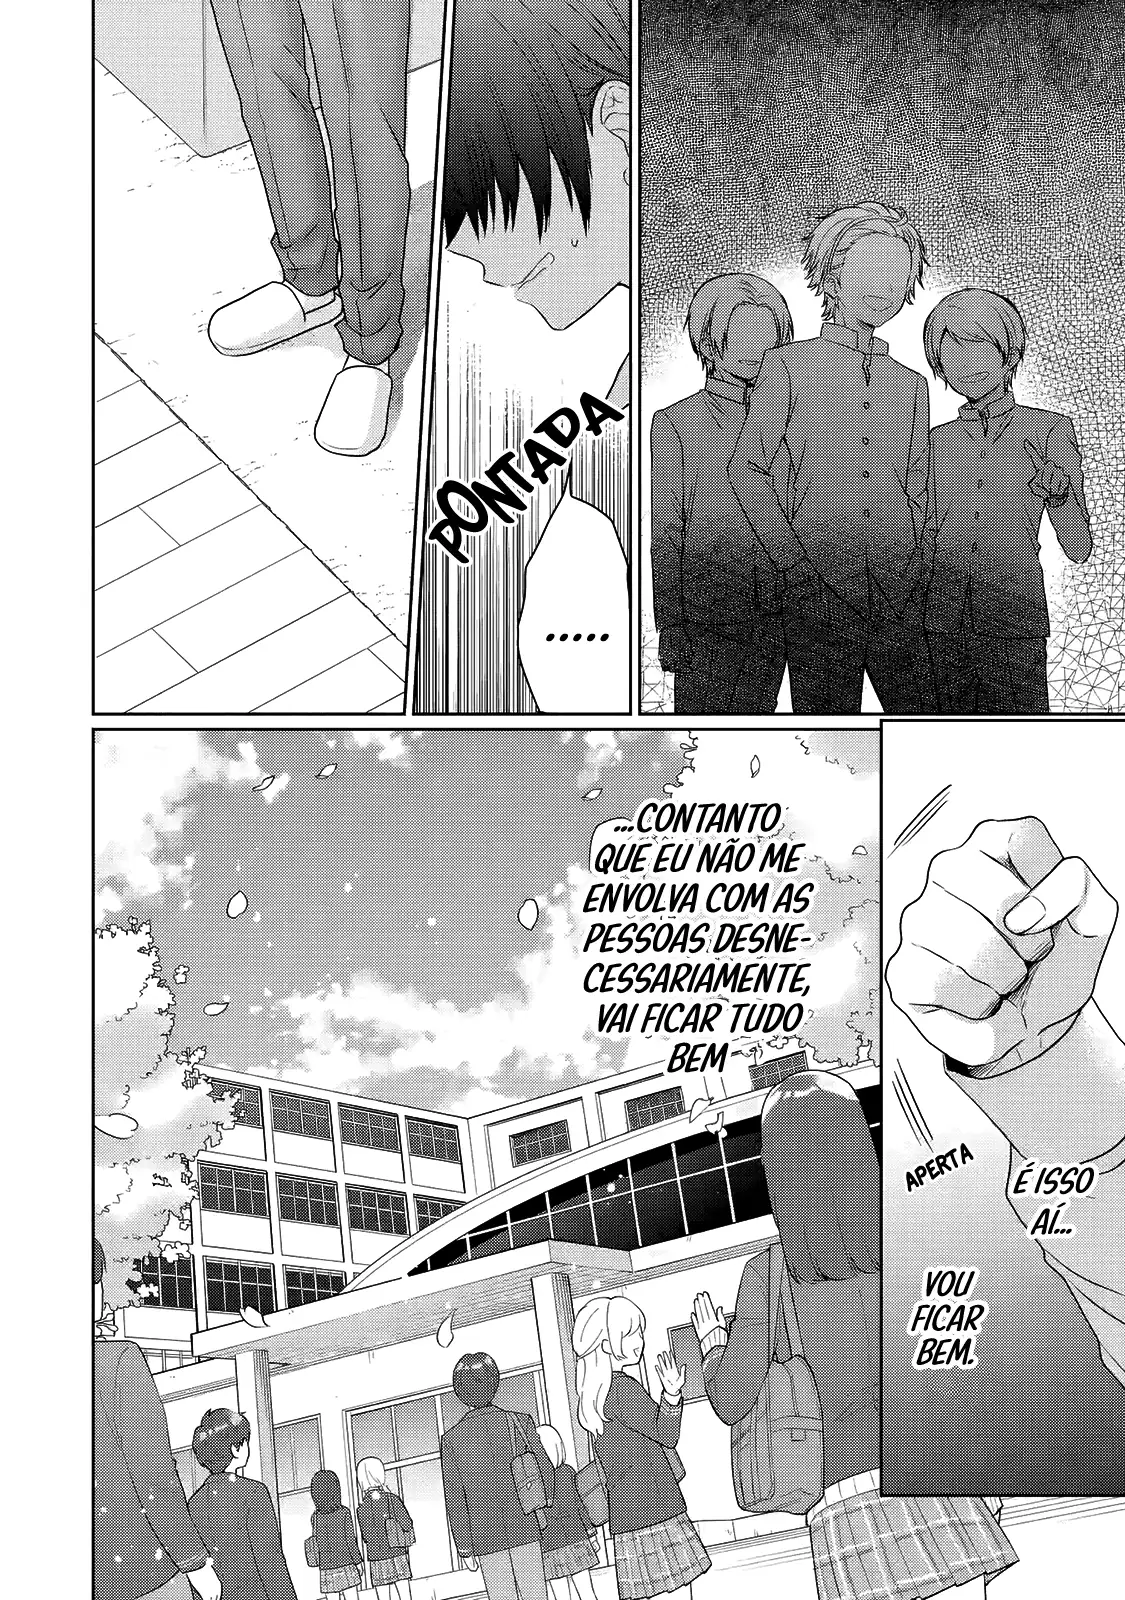 PONTADA
.....
É ISSO
AÍ...
APERTA
VOU
FICAR
BEM.
...CONTANTO
QUE EU NÃO ME
ENVOLVA COM AS
PESSOAS DESNE-
CESSARIAMENTE,
VAI FICAR TUDO
BEM